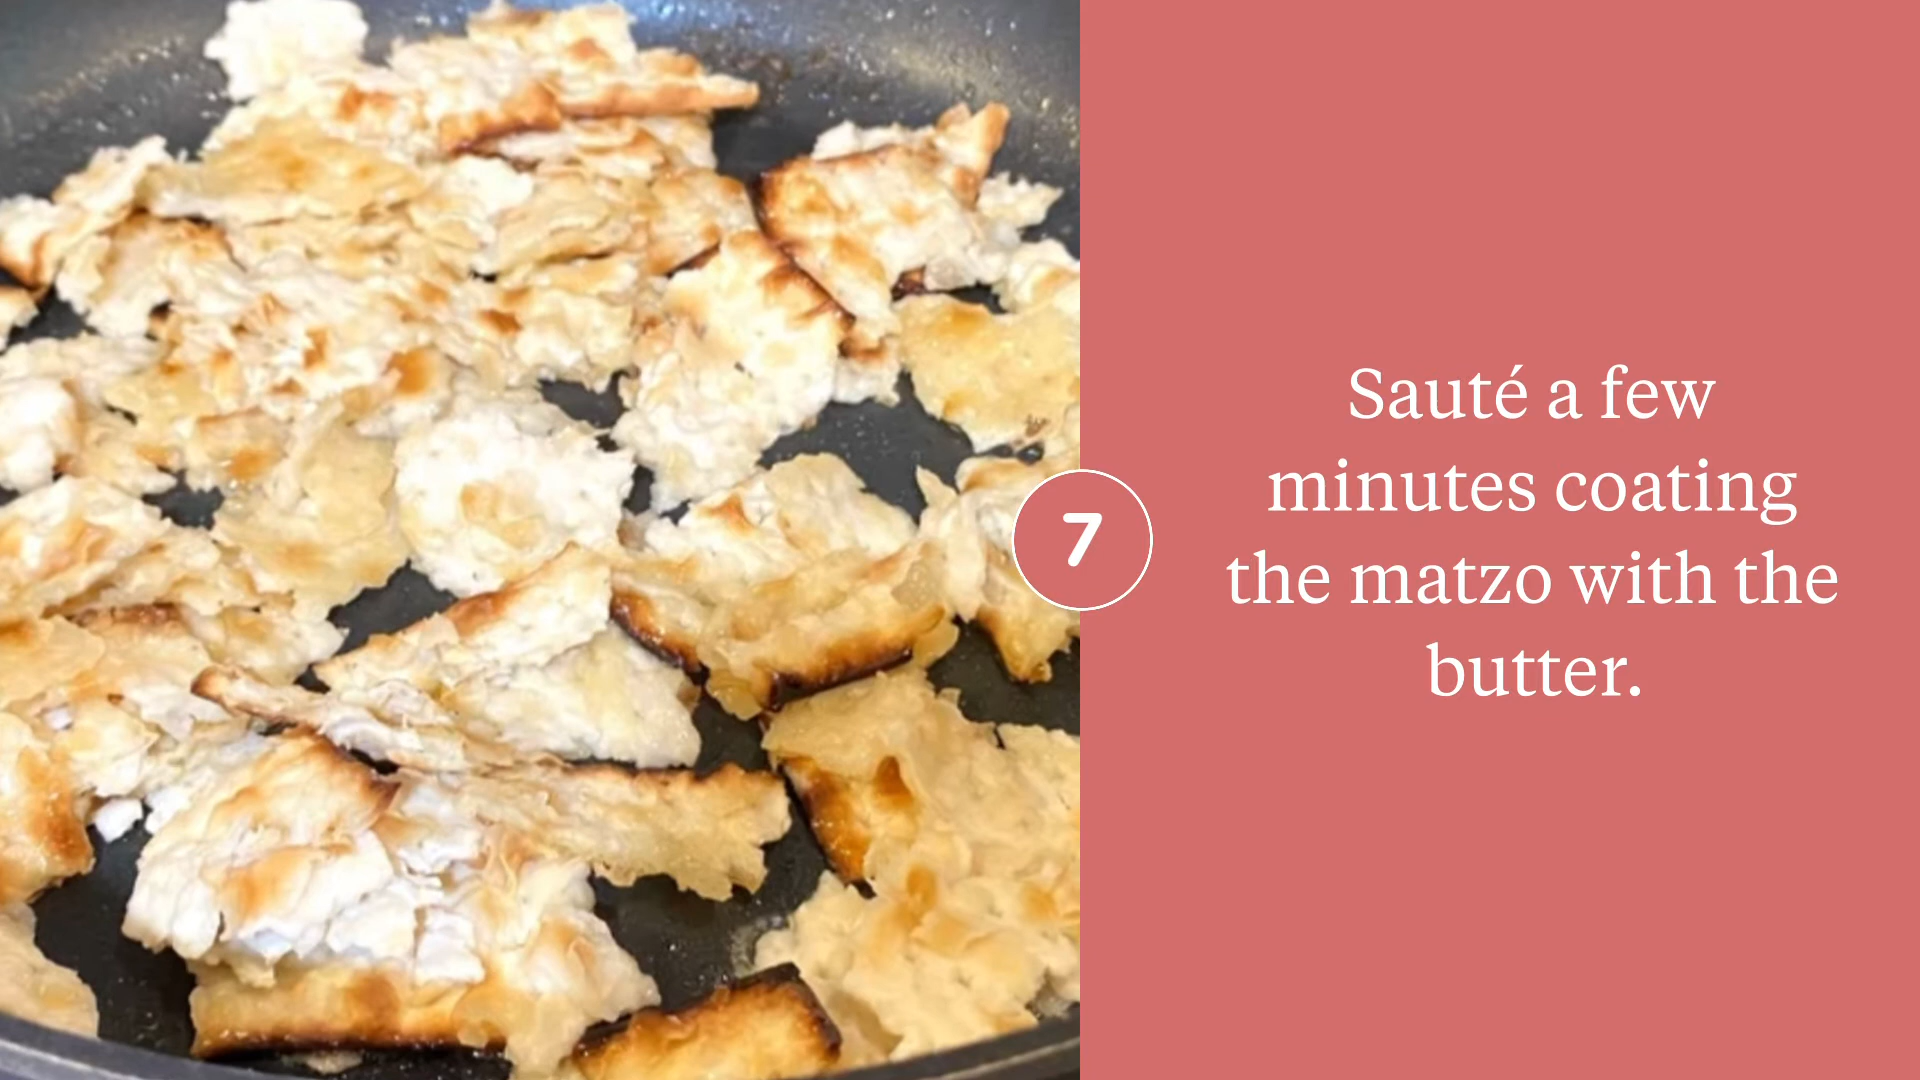 7
Sauté a few
minutes coating
the matzo with the
butter.